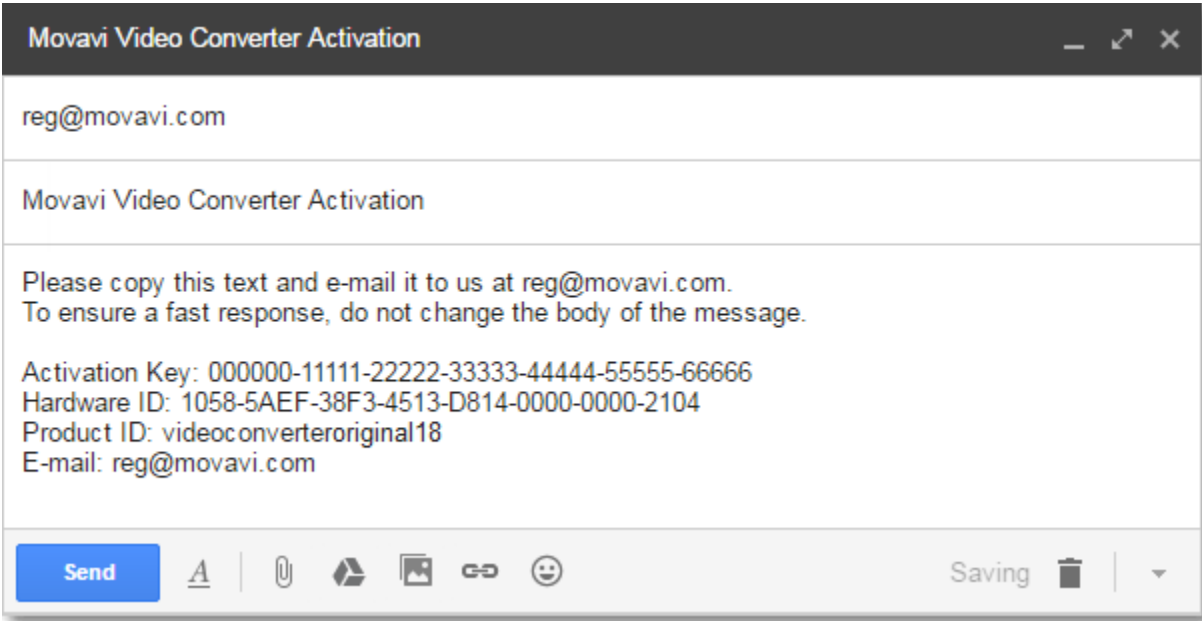 Movavi Video Converter Activation
reg@movavi.com
Movavi Video Converter Activation
Please copy this text and e-mail it to us at reg@movavi.com.
To ensure a fast response, do not change the body of the message.
Activation Key: 000000-11111-22222-33333-44444-55555-66666
Hardware ID: 1058-5AEF-38F3-4513-D814-0000-0000-2104
Product ID: videoconverteroriginal18
E-mail: reg@movavi.com
Send A Saving